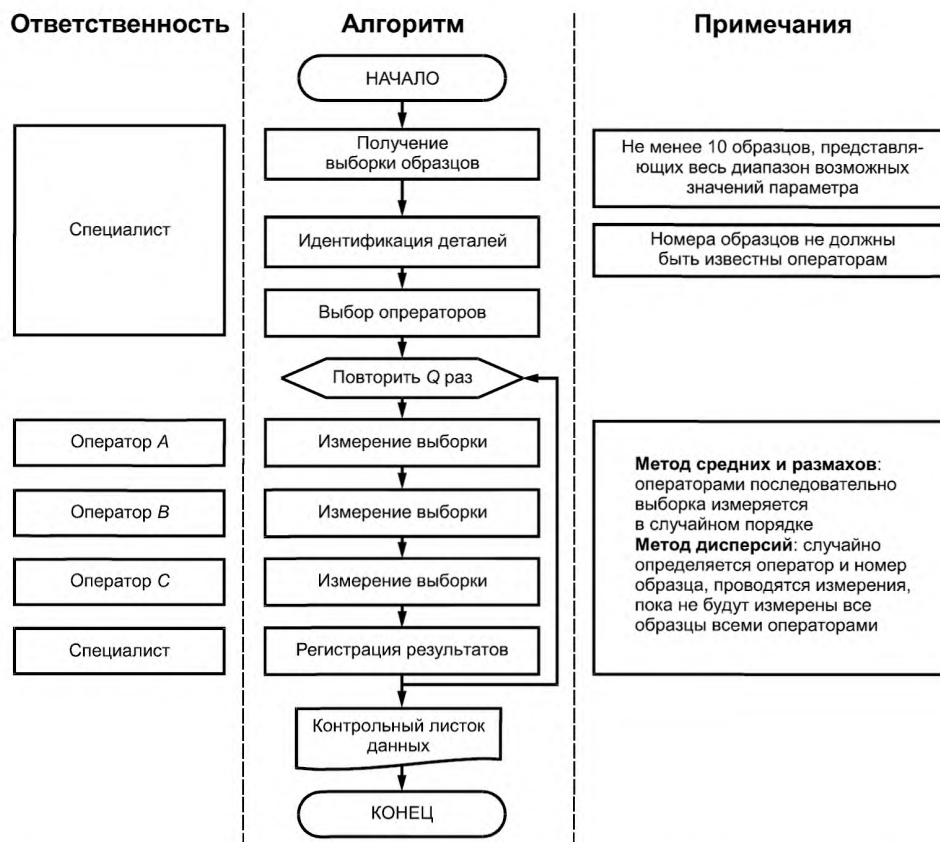 Ответственность
Алгоритм
Примечания
НАЧАЛО
Получение
выборки образцов
Не менее 10 образцов, представля-
ющих весь диапазон возможных
значений параметра
Специалист
Идентификация деталей
Номера образцов не должны
быть известны операторам
Выбор опрераторов
Повторить Q раз
Оператор A
Измерение выборки
Оператор B
Измерение выборки
Оператор C
Измерение выборки
Специалист
Регистрация результатов
Метод средних и размахов:
операторами последовательно
выборка измеряется
в случайном порядке
Метод дисперсий: случайно
определяется оператор и номер
образца, проводятся измерения,
пока не будут измерены все
образцы всеми операторами
Контрольный листок
данных
КОНЕЦ